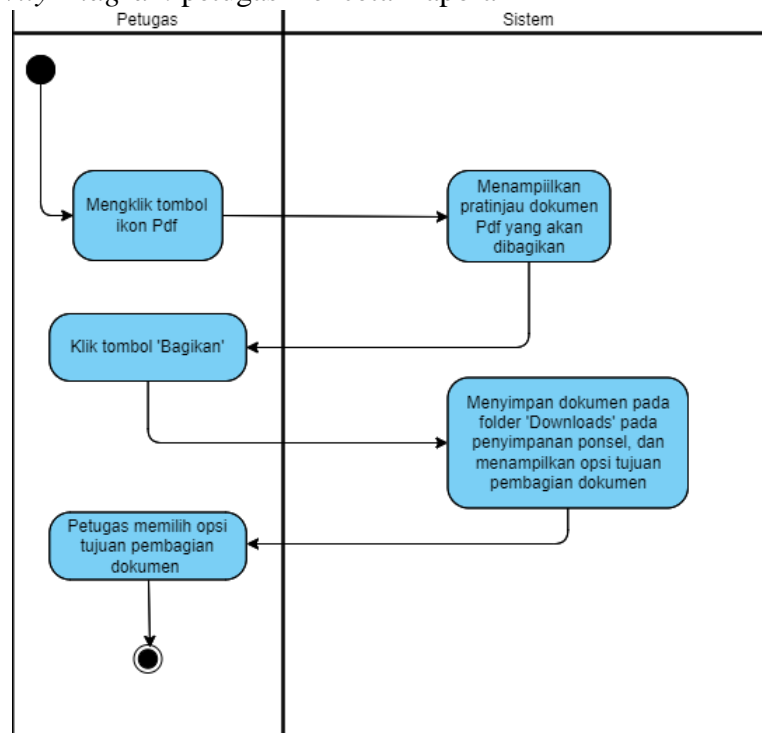 Petugas
Sistem
Mengklik tombol
ikon Pdf
Menampiilkan
pratinjau dokumen
Pdf yang akan
dibagikan
Klik tombol 'Bagikan'
Menyimpan dokumen pada
folder 'Downloads' pada
penyimpanan ponsel, dan
menampilkan opsi tujuan
pembagian dokumen
Petugas memilih opsi
tujuan pembagian
dokumen